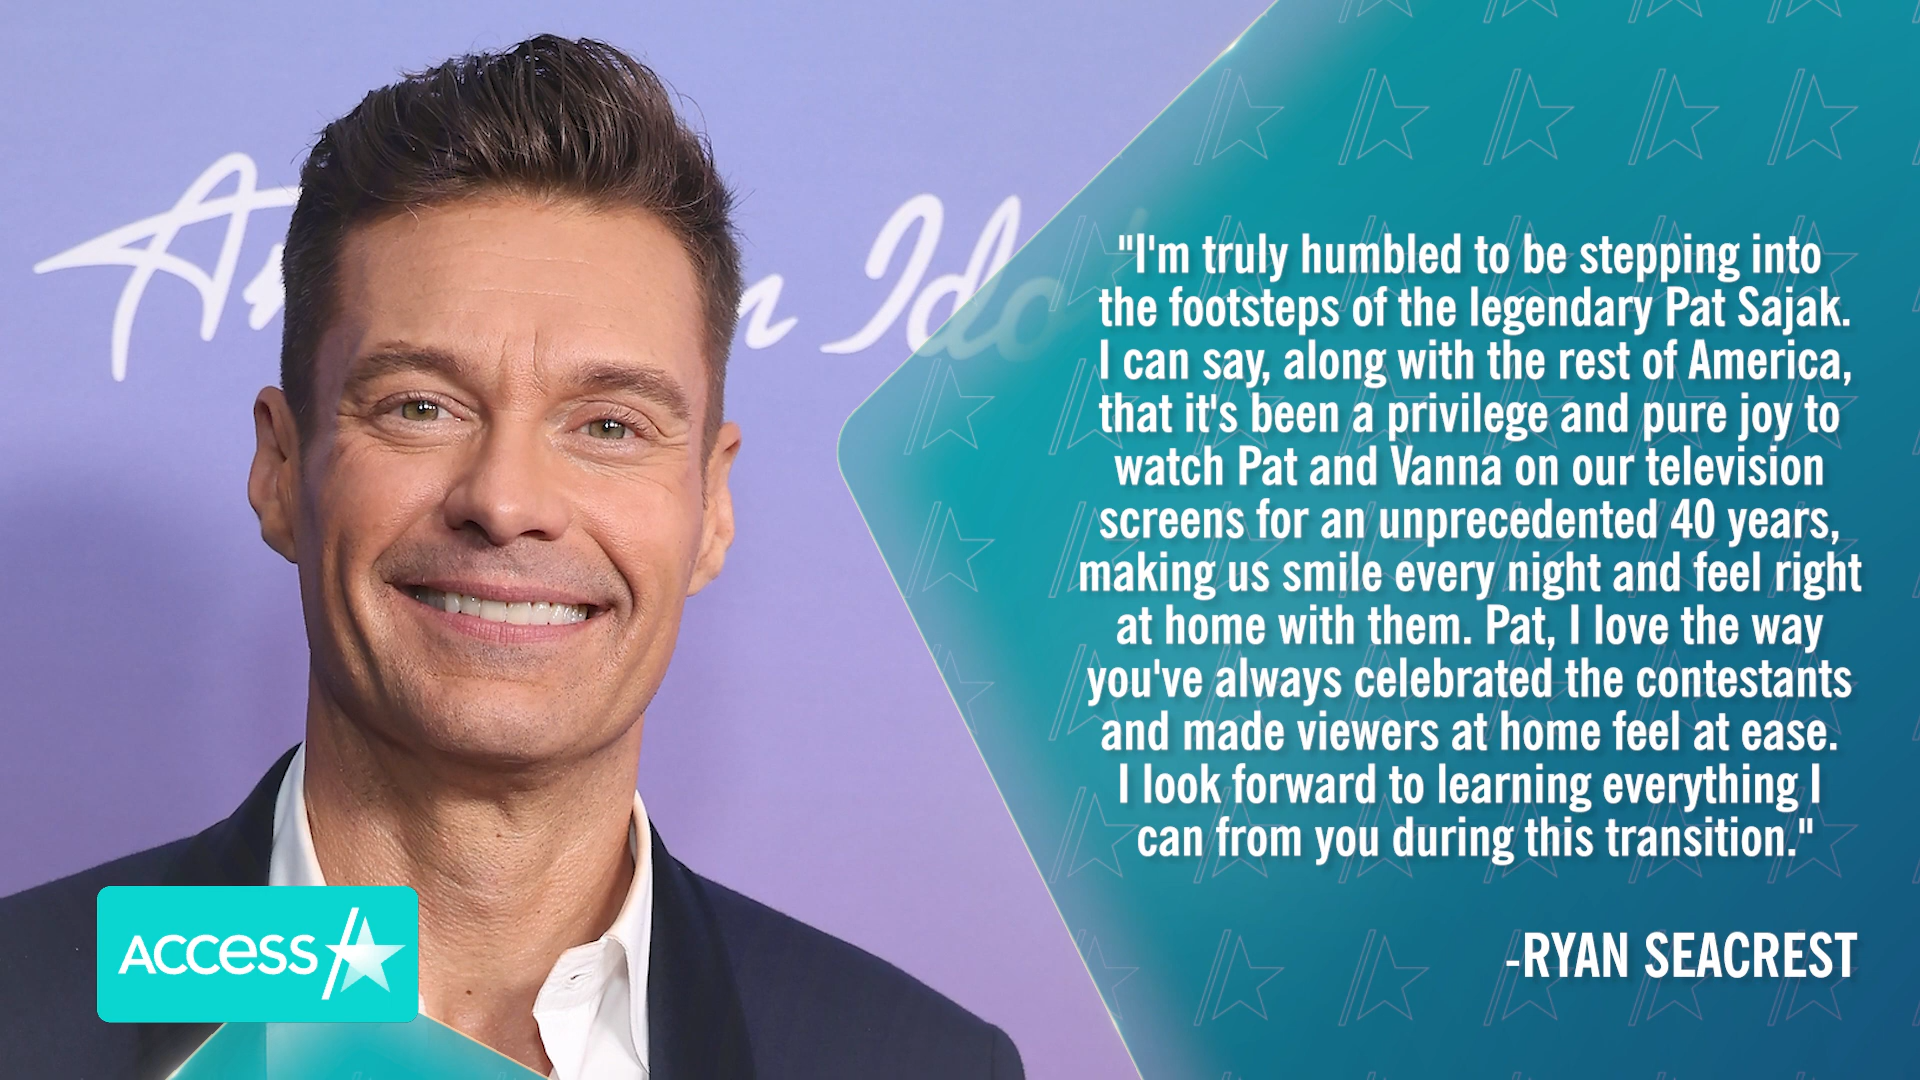 American Idol
"I'm truly humbled to be stepping into
the footsteps of the legendary Pat Sajak.
I can say, along with the rest of America,
that it's been a privilege and pure joy to
watch Pat and Vanna on our television
screens for an unprecedented 40 years,
making us smile every night and feel right
at home with them. Pat, I love the way
you've always celebrated the contestants
and made viewers at home feel at ease.
I look forward to learning everything I
can from you during this transition."
-RYAN SEACREST
ACCESS